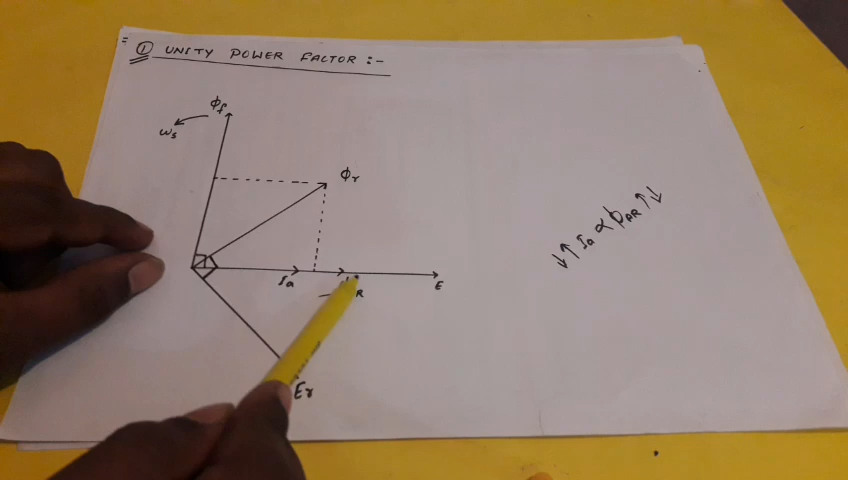 ① UNITY POWER FACTOR :-
ϕf
ωs
ϕr
↓↑ Ia ∝ ϕAR ↑↓
Ia
R
E
Er